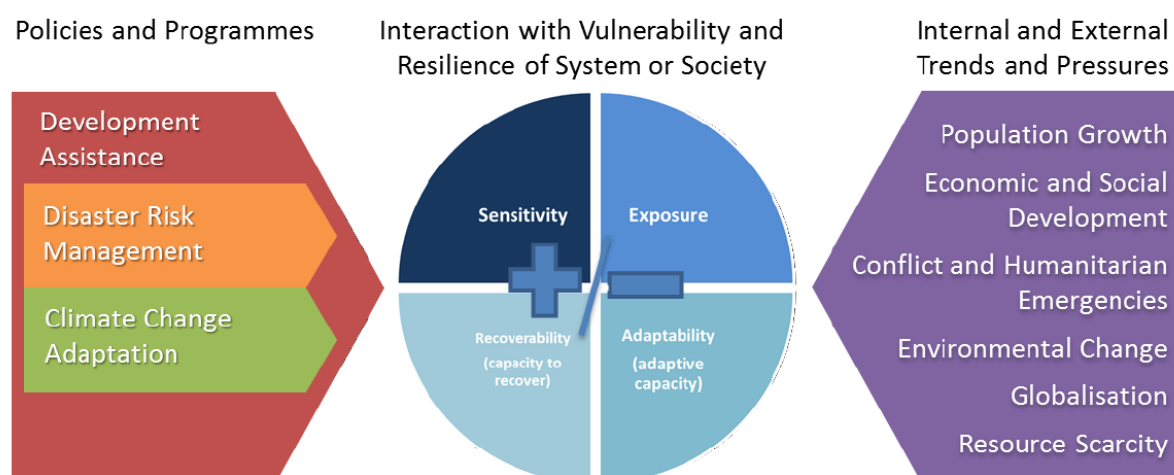 Policies and Programmes
Interaction with Vulnerability and
Resilience of System or Society
Internal and External
Trends and Pressures
Development
Assistance
Disaster Risk
Management
Climate Change
Adaptation
Sensitivity
Exposure
Recoverability
(capacity to
recover)
Adaptability
(adaptive
capacity)
Population Growth
Economic and Social
Development
Conflict and Humanitarian
Emergencies
Environmental Change
Globalisation
Resource Scarcity